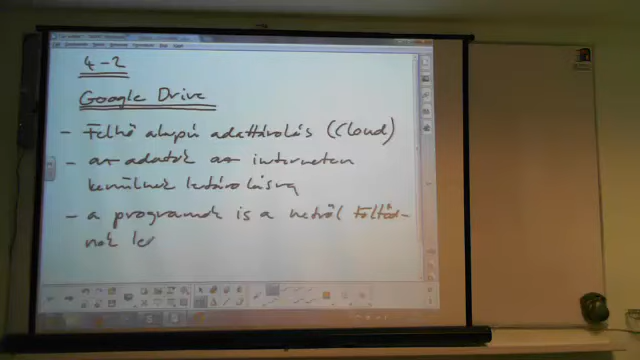 4-2
Google Drive
- Felhő alapú adattárolás (Cloud)
- az adatok az interneten
kerülnek letárolásra
- a programok is a netről töltőd-
nek le